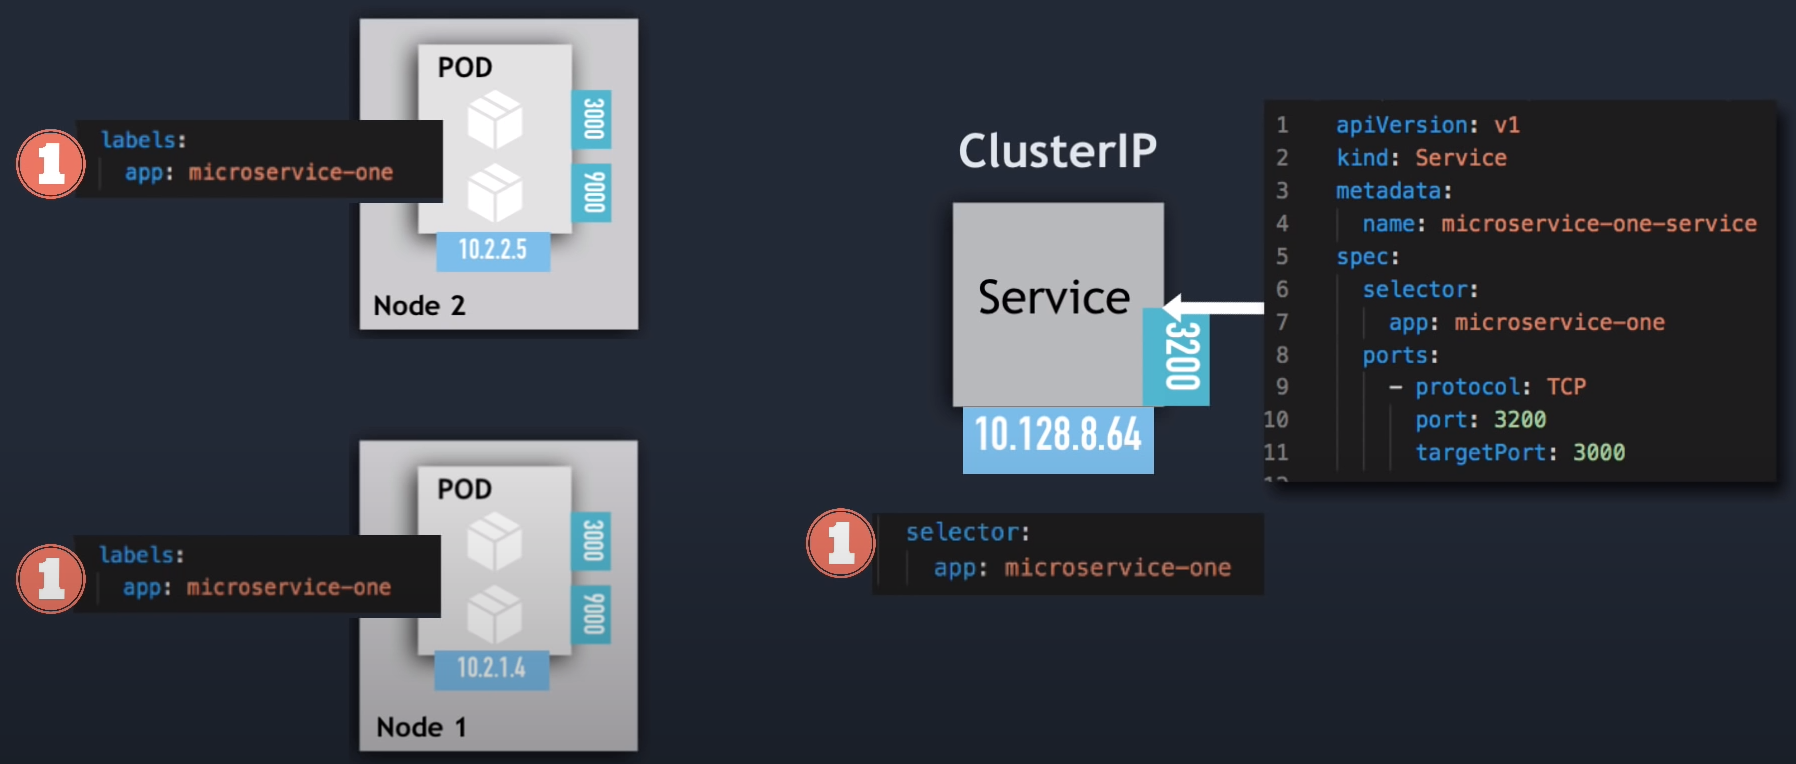 POD
3000
9000
1
labels:
app: microservice-one
10.2.2.5
Node 2
POD
3000
9000
1
labels:
app: microservice-one
10.2.1.4
Node 1
ClusterIP
Service
3200
10.128.8.64
1
selector:
app: microservice-one
1 apiVersion: v1
2 kind: Service
3 metadata:
4 name: microservice-one-service
5 spec:
6 selector:
7 app: microservice-one
8 ports:
9 - protocol: TCP
10 port: 3200
11 targetPort: 3000